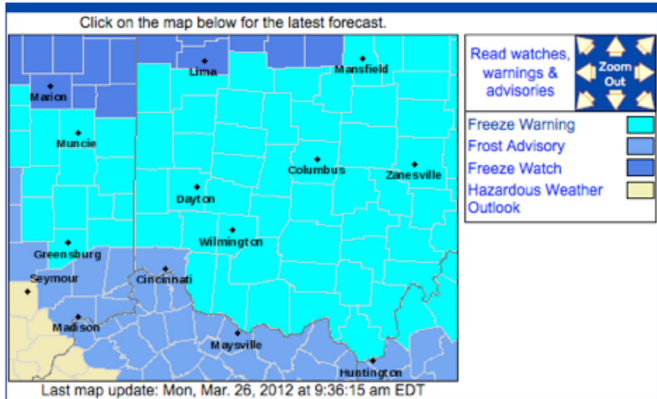 Click on the map below for the latest forecast.
Lima
Mansfield
Marion
Muncie
Columbus
Zanesville
Dayton
Wilmington
Greensburg
Seymour
Cincinnati
Madison
Maysville
Huntington
Last map update: Mon, Mar. 26, 2012 at 9:36:15 am EDT
Read watches,
warnings &
advisories
Zoom
Out
Freeze Warning
Frost Advisory
Freeze Watch
Hazardous Weather
Outlook